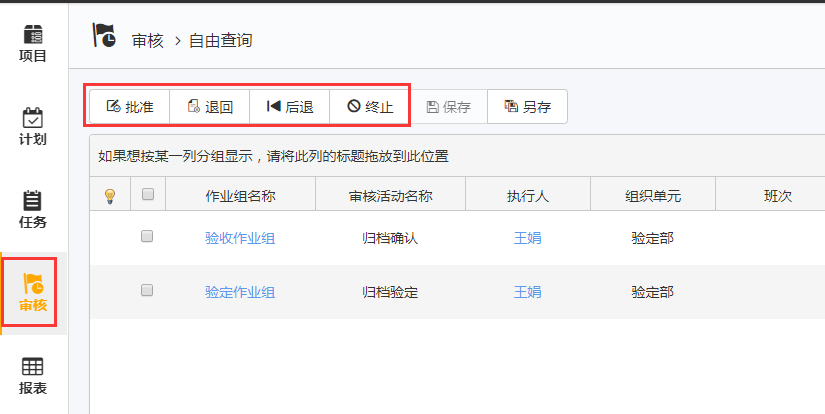 项目
计划
任务
审核
报表
审核 > 自由查询
批准 退回 后退 终止 保存 另存
如果想按某一列分组显示，请将此列的标题拖放到此位置
作业组名称 审核活动名称 执行人 组织单元 班次
验收作业组 归档确认 王娟 验定部
验定作业组 归档验定 王娟 验定部